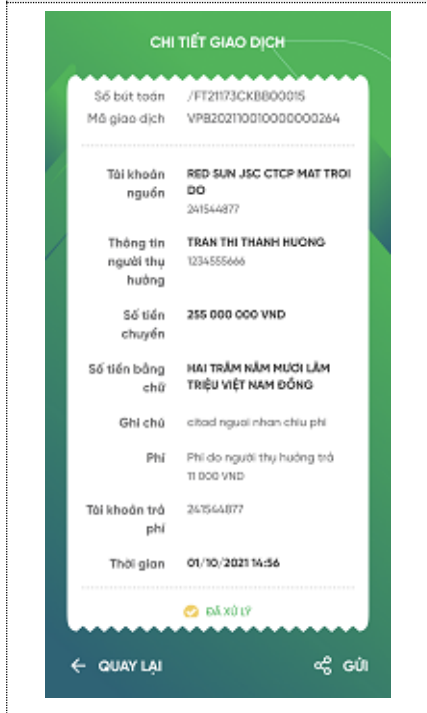 CHI TIẾT GIAO DỊCH
Số bút toán /FT21173CKBB00015
Mã giao dịch VPB202110010000000264
Tài khoản nguồn RED SUN JSC CTCP MAT TROI DO
241544877
Thông tin người thụ hưởng TRAN THI THANH HUONG
1234555666
Số tiền chuyển 255 000 000 VND
Số tiền bằng chữ HAI TRĂM NĂM MƯƠI LĂM TRIỆU VIỆT NAM ĐỒNG
Ghi chú citad nguoi nhan chiu phi
Phí Phí do người thụ hưởng trả
11 000 VND
Tài khoản trả phí 241544877
Thời gian 01/10/2021 14:56
ĐÃ XỬ LÝ
← QUAY LẠI GỬI